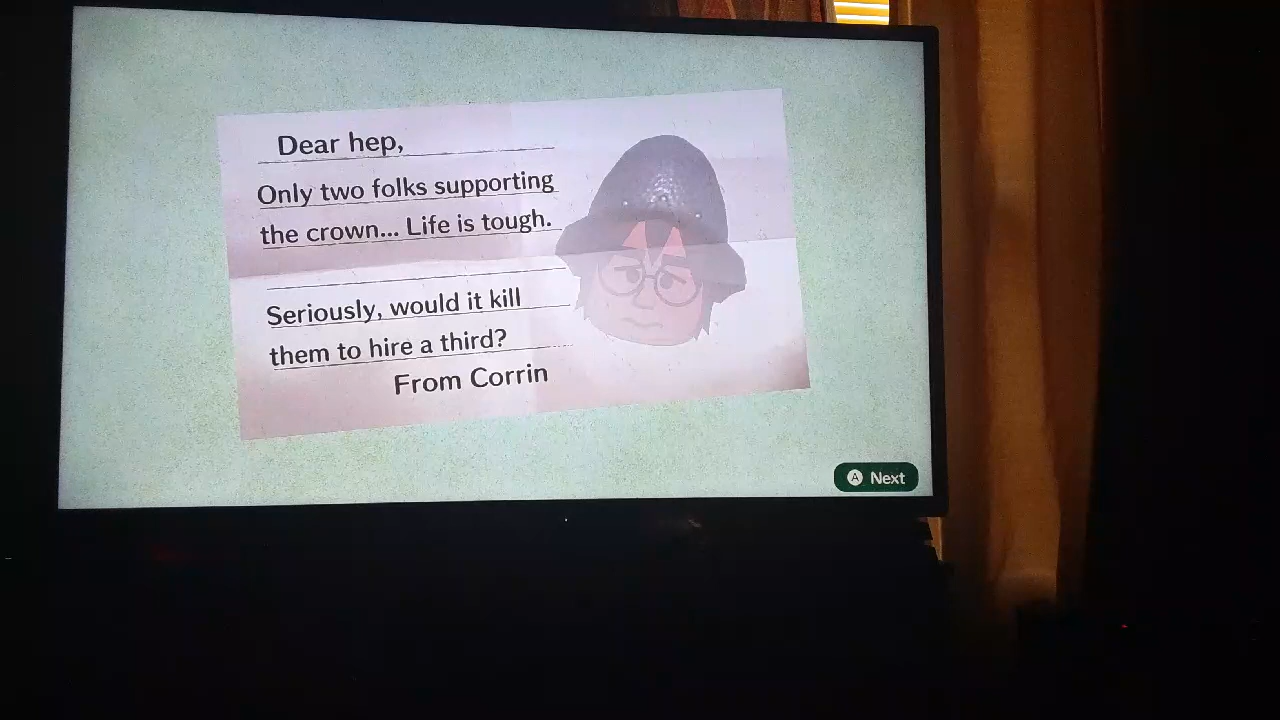 Dear hep,
Only two folks supporting
the crown... Life is tough.
Seriously, would it kill
them to hire a third?
From Corrin
A Next